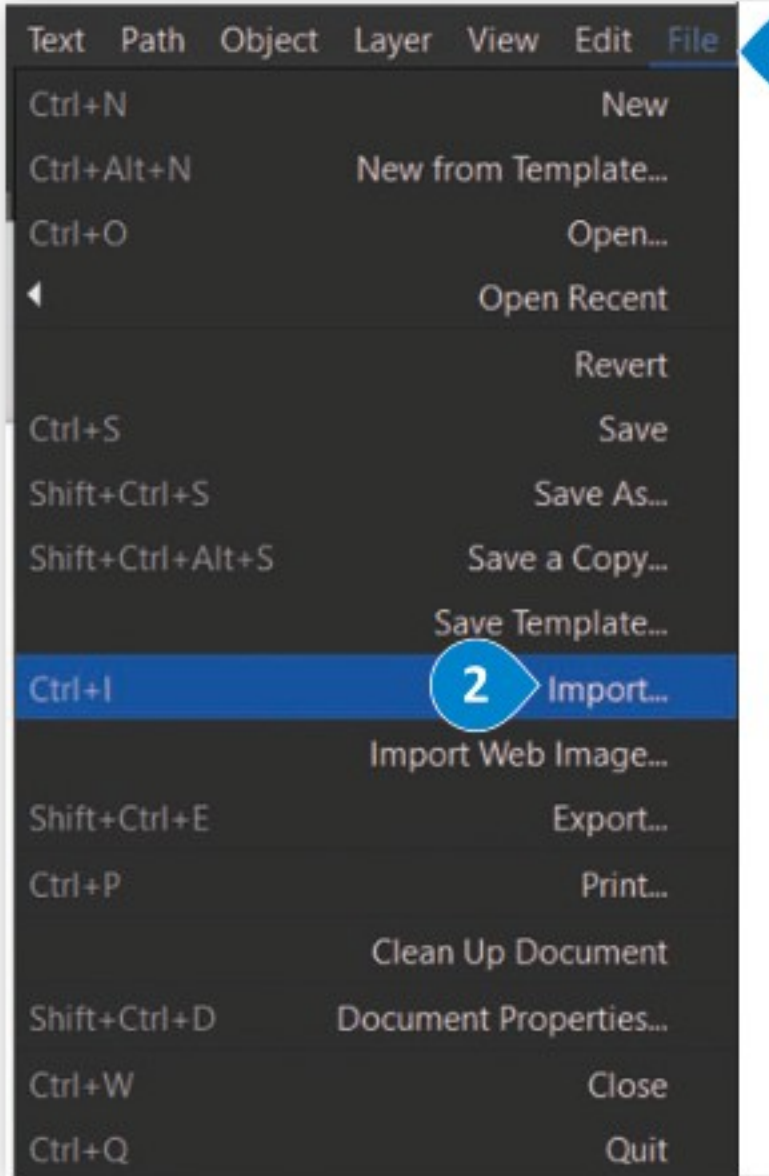 Text Path Object Layer View Edit File
Ctrl+N New
Ctrl+Alt+N New from Template...
Ctrl+O Open...
Open Recent
Revert
Ctrl+S Save
Shift+Ctrl+S Save As...
Shift+Ctrl+Alt+S Save a Copy...
Save Template...
Ctrl+I 2 Import...
Import Web Image...
Shift+Ctrl+E Export...
Ctrl+P Print...
Clean Up Document
Shift+Ctrl+D Document Properties...
Ctrl+W Close
Ctrl+Q Quit